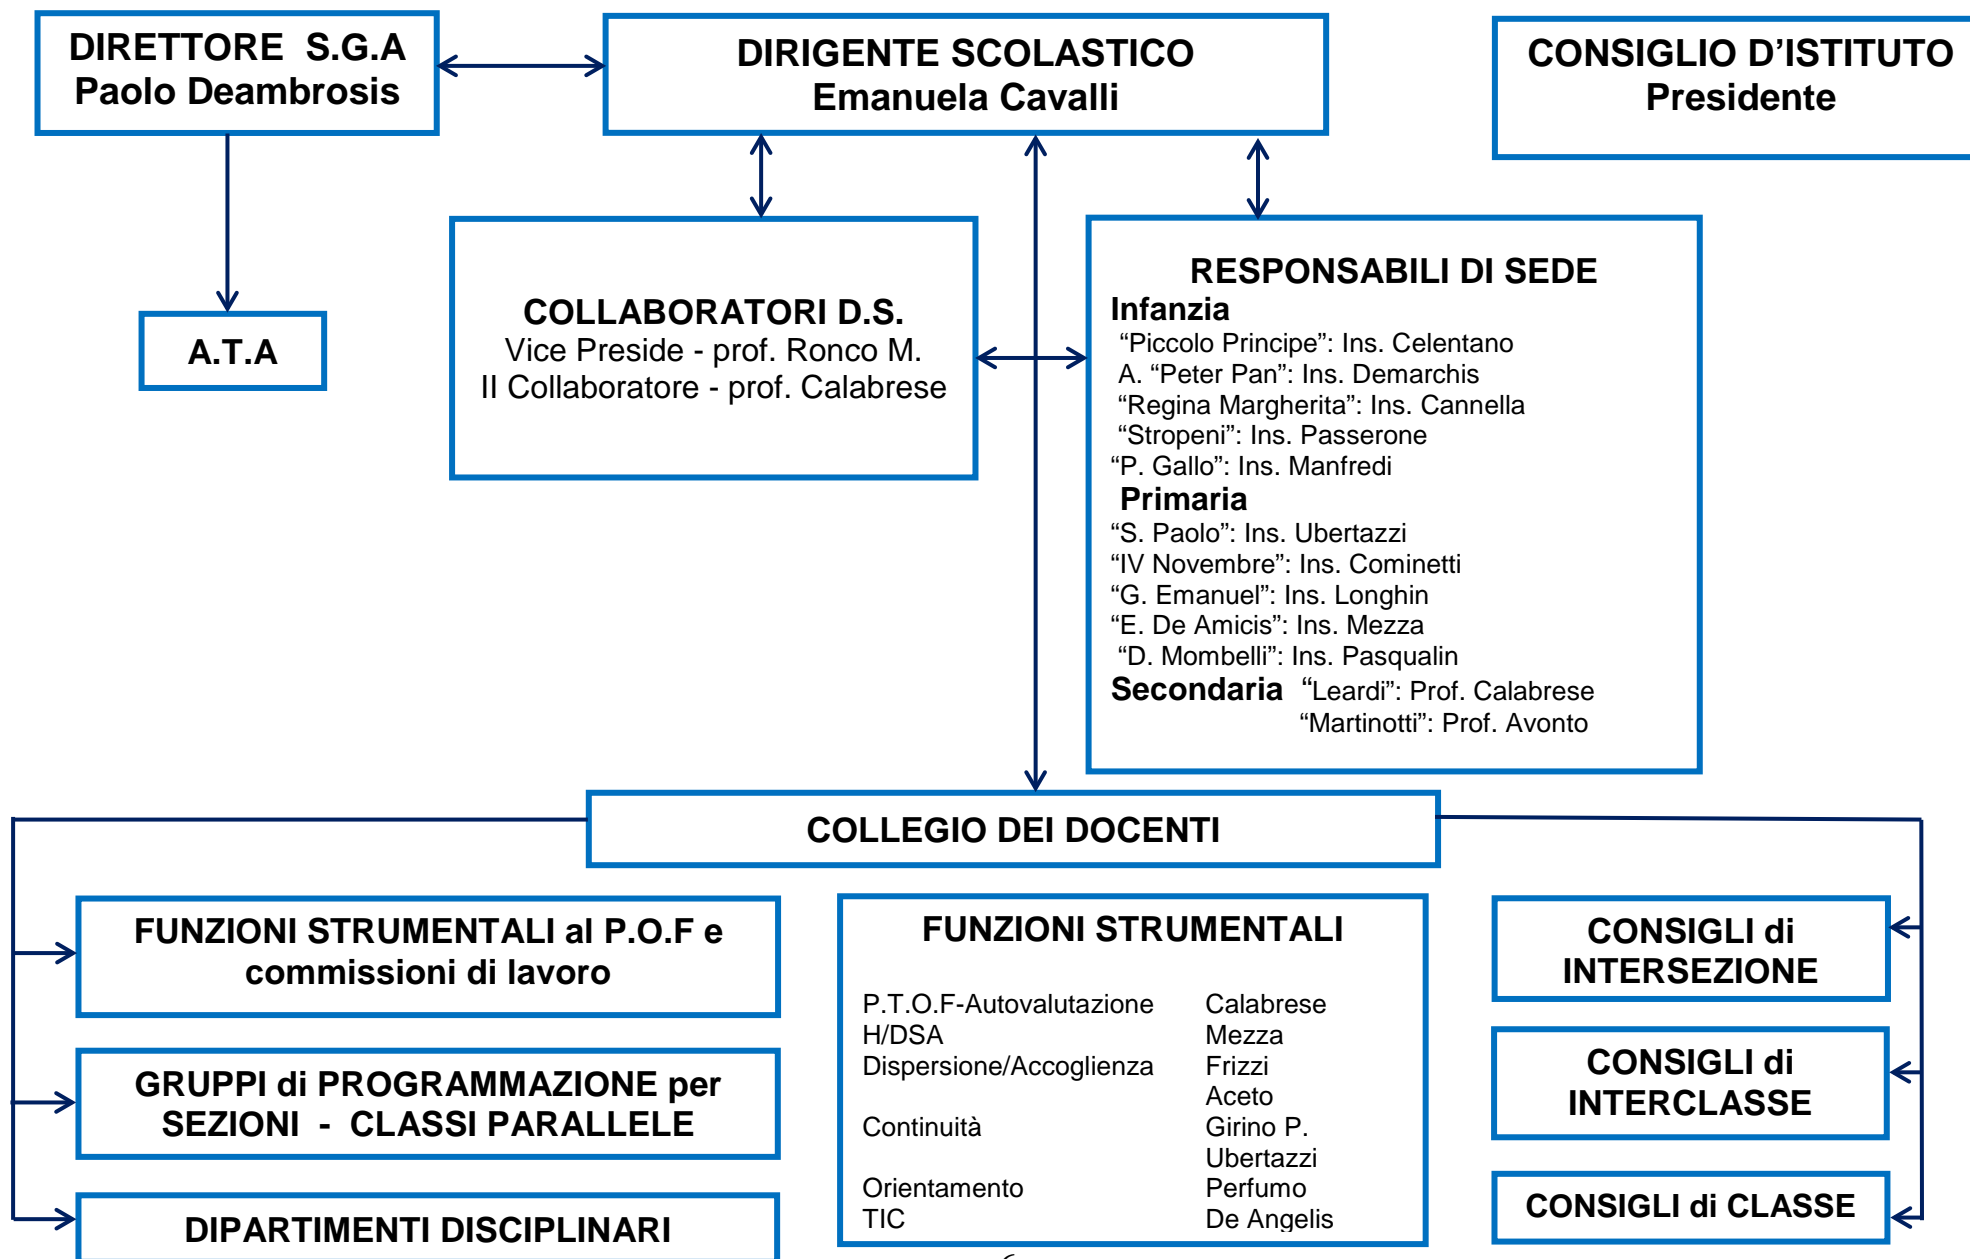 DIRETTORE S.G.A
Paolo Deambrosis
DIRIGENTE SCOLASTICO
Emanuela Cavalli
CONSIGLIO D’ISTITUTO
Presidente
A.T.A
COLLABORATORI D.S.
Vice Preside - prof. Ronco M.
II Collaboratore - prof. Calabrese
RESPONSABILI DI SEDE
Infanzia
“Piccolo Principe”: Ins. Celentano
A. “Peter Pan”: Ins. Demarchis
“Regina Margherita”: Ins. Cannella
“Stropeni”: Ins. Passerone
“P. Gallo”: Ins. Manfredi
Primaria
“S. Paolo”: Ins. Ubertazzi
“IV Novembre”: Ins. Cominetti
“G. Emanuel”: Ins. Longhin
“E. De Amicis”: Ins. Mezza
“D. Mombelli”: Ins. Pasqualin
Secondaria “Leardi”: Prof. Calabrese
“Martinotti”: Prof. Avonto
COLLEGIO DEI DOCENTI
FUNZIONI STRUMENTALI al P.O.F e
commissioni di lavoro
GRUPPI di PROGRAMMAZIONE per
SEZIONI - CLASSI PARALLELE
DIPARTIMENTI DISCIPLINARI
FUNZIONI STRUMENTALI
P.T.O.F-Autovalutazione Calabrese
H/DSA Mezza
Dispersione/Accoglienza Frizzi
Aceto
Continuità Girino P.
Ubertazzi
Orientamento Perfumo
TIC De Angelis
CONSIGLI di
INTERSEZIONE
CONSIGLI di
INTERCLASSE
CONSIGLI di CLASSE